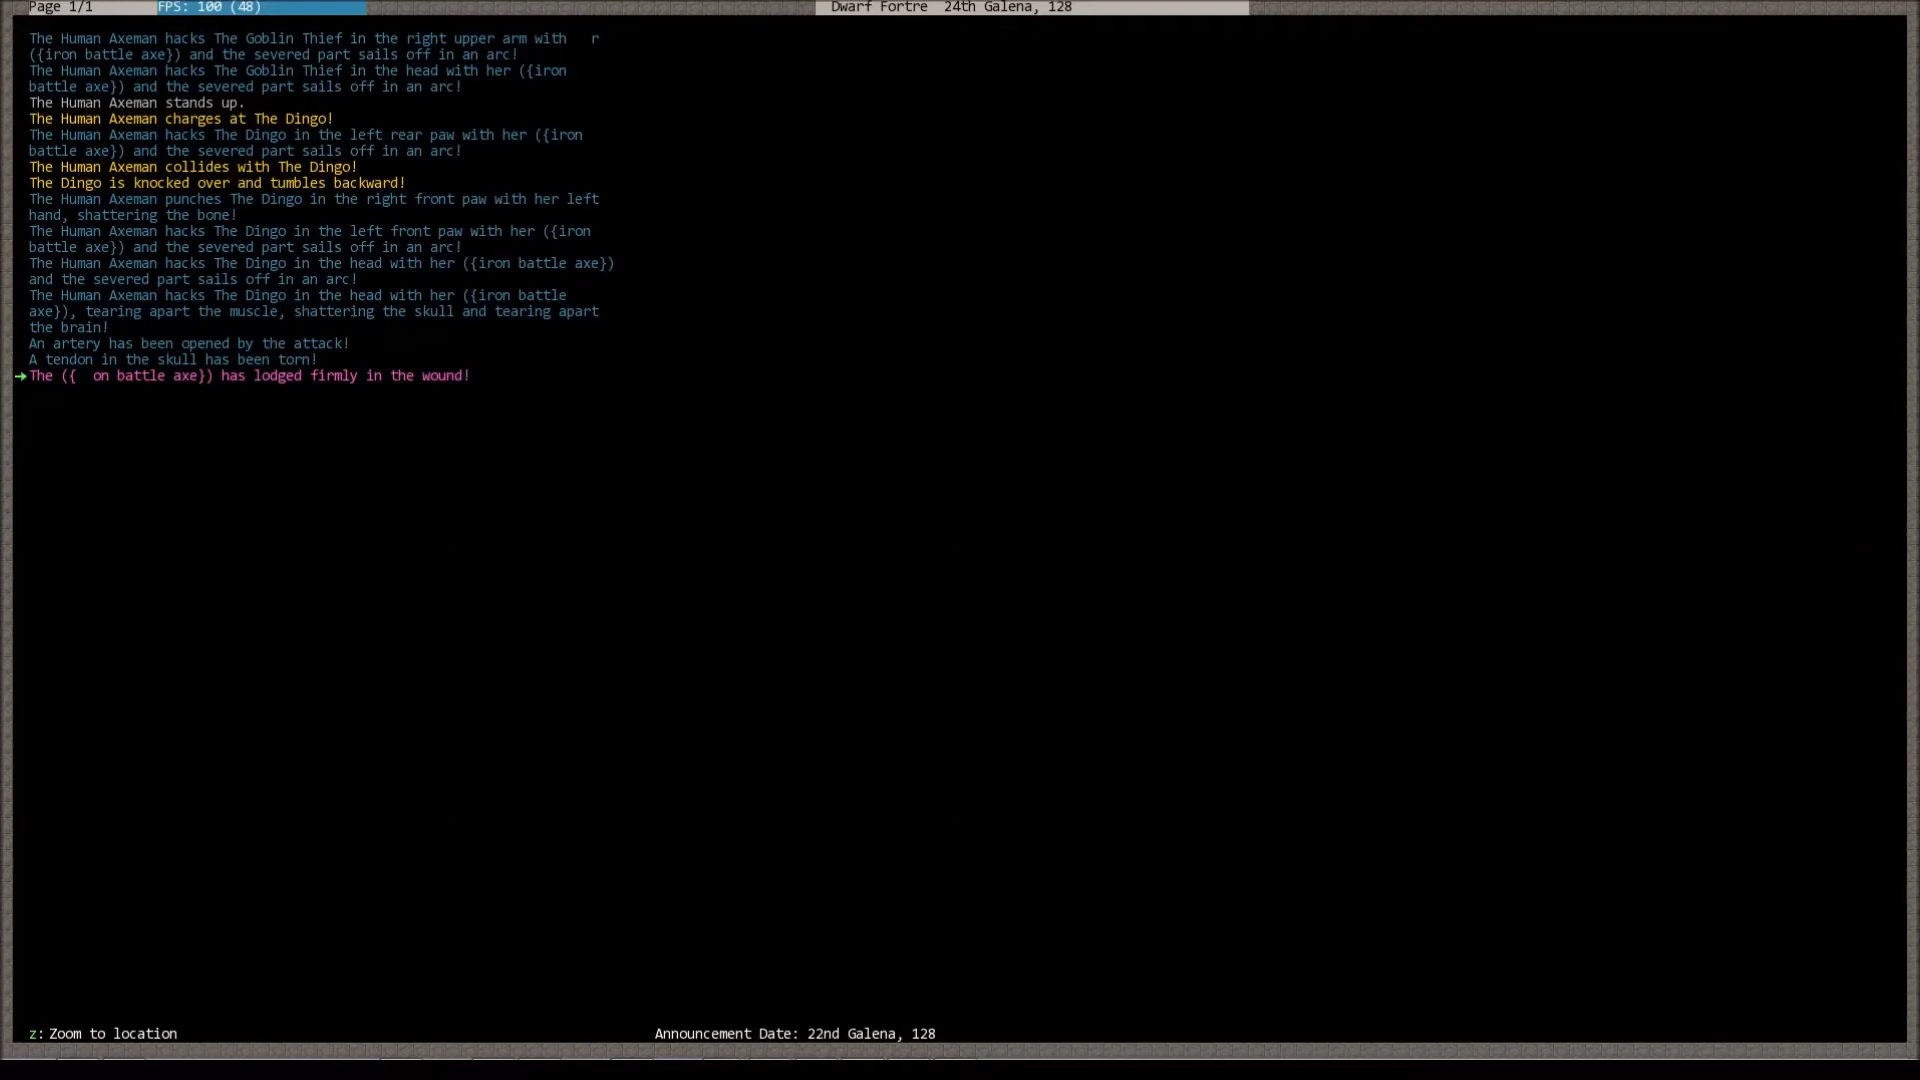 Page 1/1 FPS: 100 (48) Dwarf Fortre 24th Galena, 128
The Human Axeman hacks The Goblin Thief in the right upper arm with r
({iron battle axe}) and the severed part sails off in an arc!
The Human Axeman hacks The Goblin Thief in the head with her ({iron
battle axe}) and the severed part sails off in an arc!
The Human Axeman stands up.
The Human Axeman charges at The Dingo!
The Human Axeman hacks The Dingo in the left rear paw with her ({iron
battle axe}) and the severed part sails off in an arc!
The Human Axeman collides with The Dingo!
The Dingo is knocked over and tumbles backward!
The Human Axeman punches The Dingo in the right front paw with her left
hand, shattering the bone!
The Human Axeman hacks The Dingo in the left front paw with her ({iron
battle axe}) and the severed part sails off in an arc!
The Human Axeman hacks The Dingo in the head with her ({iron battle axe})
and the severed part sails off in an arc!
The Human Axeman hacks The Dingo in the head with her ({iron battle
axe}), tearing apart the muscle, shattering the skull and tearing apart
the brain!
An artery has been opened by the attack!
A tendon in the skull has been torn!
The ({ on battle axe}) has lodged firmly in the wound!
z: Zoom to location Announcement Date: 22nd Galena, 128